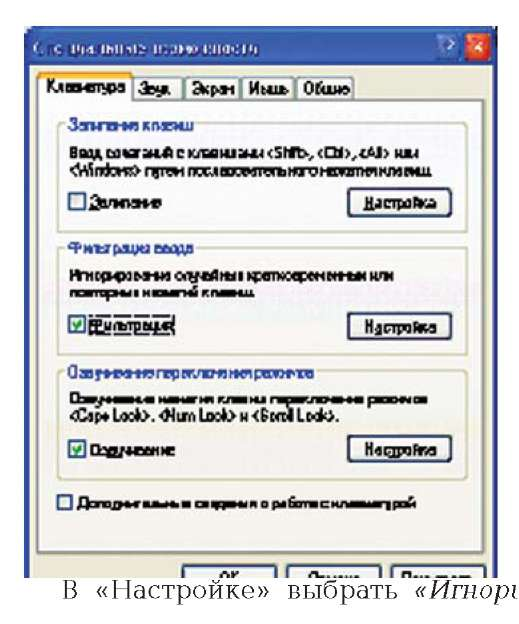 Специальные возможности
Клавиатура Звук Экран Мышь Общие
Залипание клавиш
Ввод сочетаний с клавишами <Shift>, <Ctrl>, <Alt> или
<Windows> путем последовательного нажатия клавиш.
Залипание
Настройка
Фильтрация ввода
Игнорирование случайных кратковременных или
повторных нажатий клавиш.
Фильтрация
Настройка
Озвучивание переключения режимов
Озвучивание нажатия клавиш переключения режимов
<Caps Lock>, <Num Lock> и <Scroll Lock>.
Озвучивание
Настройка
Дополнительные сведения о работе с клавиатурой
ОК Отмена
В «Настройке» выбрать «Игнори